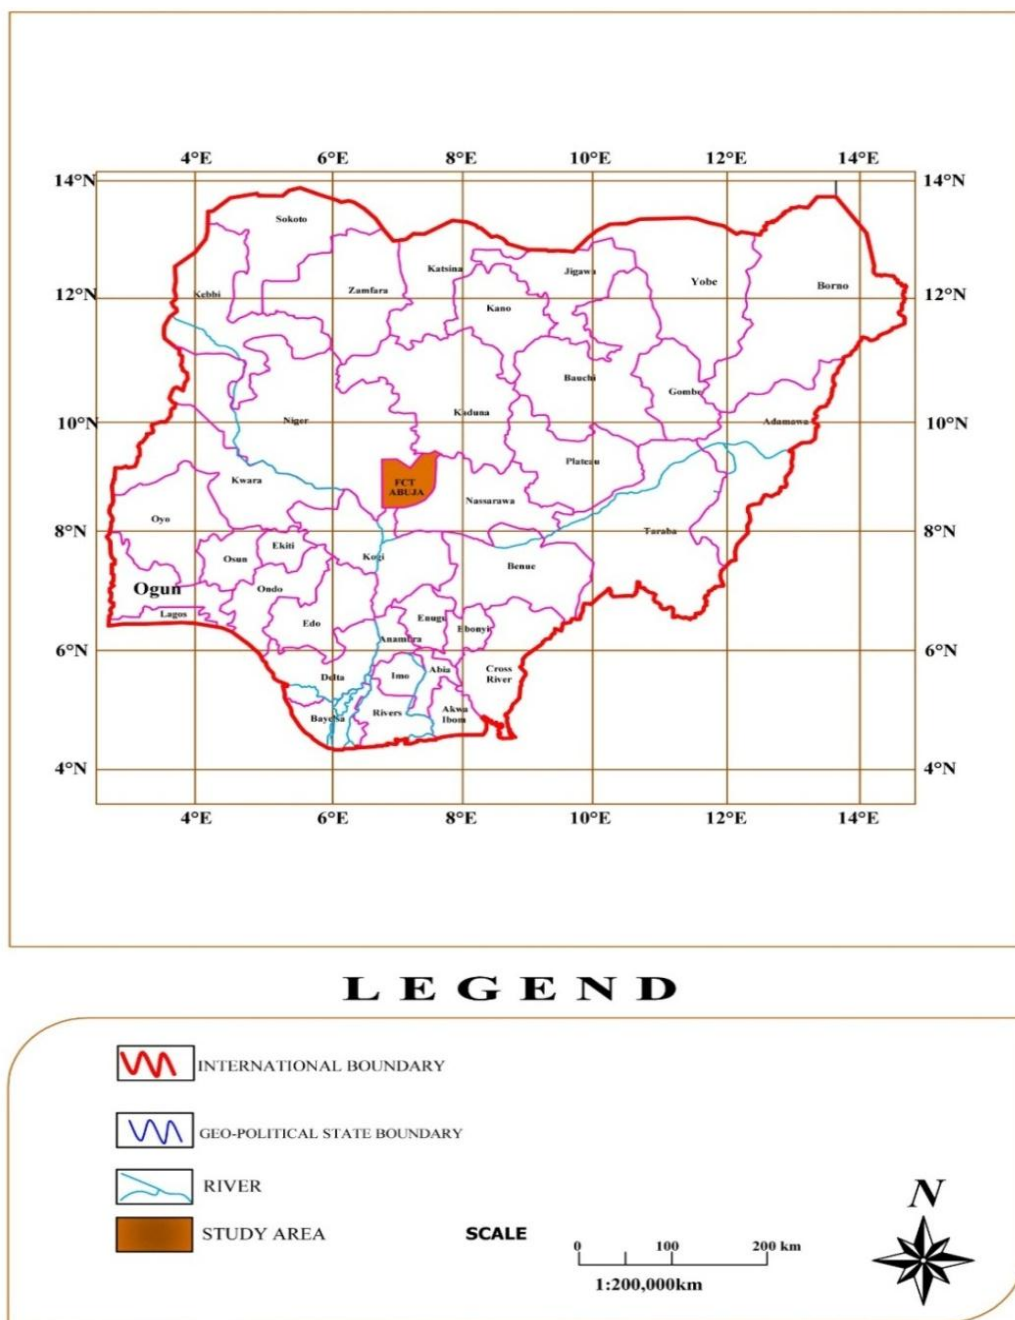 4°E 6°E 8°E 10°E 12°E 14°E
14°N 14°N
Sokoto
Katsina
Jigawa
Yobe
Borno
Kebbi
Zamfara
12°N 12°N
Kano
Bauchi
Gombe
Kaduna
Niger
Adamawa
10°N 10°N
Plateau
Kwara
FCT
ABUJA
Nassarawa
Oyo
8°N 8°N
Taraba
Ekiti
Osun
Kogi
Benue
Ogun
Ondo
Lagos
Edo
Enugu
Ebonyi
Anambra
6°N 6°N
Delta
Imo
Abia
Cross
River
Bayelsa
Rivers
Akwa
Ibom
4°N 4°N
4°E 6°E 8°E 10°E 12°E 14°E
LEGEND
INTERNATIONAL BOUNDARY
GEO-POLITICAL STATE BOUNDARY
RIVER
STUDY AREA
SCALE
0 100 200 km
1:200,000km
N